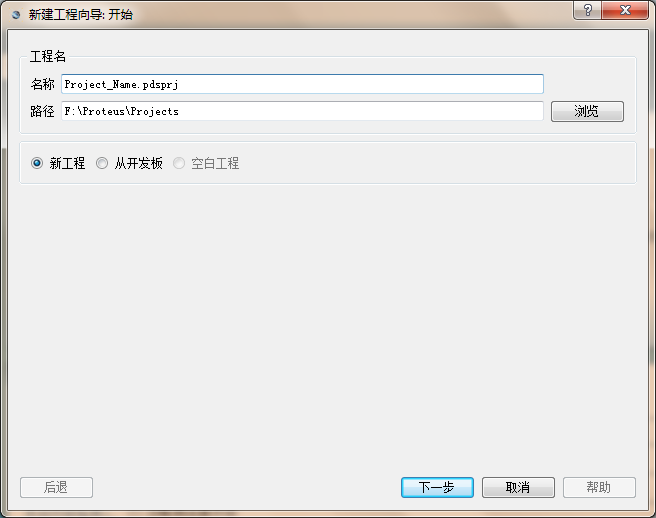 新建工程向导: 开始
工程名
名称 Project_Name.pdsprj
路径 F:\Proteus\Projects 浏览
新工程 从开发板 空白工程
后退 下一步 取消 帮助